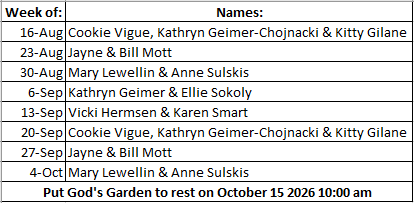 Week of: Names:
16-Aug Cookie Vigue, Kathryn Geimer-Chojnacki & Kitty Gilane
23-Aug Jayne & Bill Mott
30-Aug Mary Lewellin & Anne Sulskis
6-Sep Kathryn Geimer & Ellie Sokoly
13-Sep Vicki Hermsen & Karen Smart
20-Sep Cookie Vigue, Kathryn Geimer-Chojnacki & Kitty Gilane
27-Sep Jayne & Bill Mott
4-Oct Mary Lewellin & Anne Sulskis
Put God's Garden to rest on October 15 2026 10:00 am